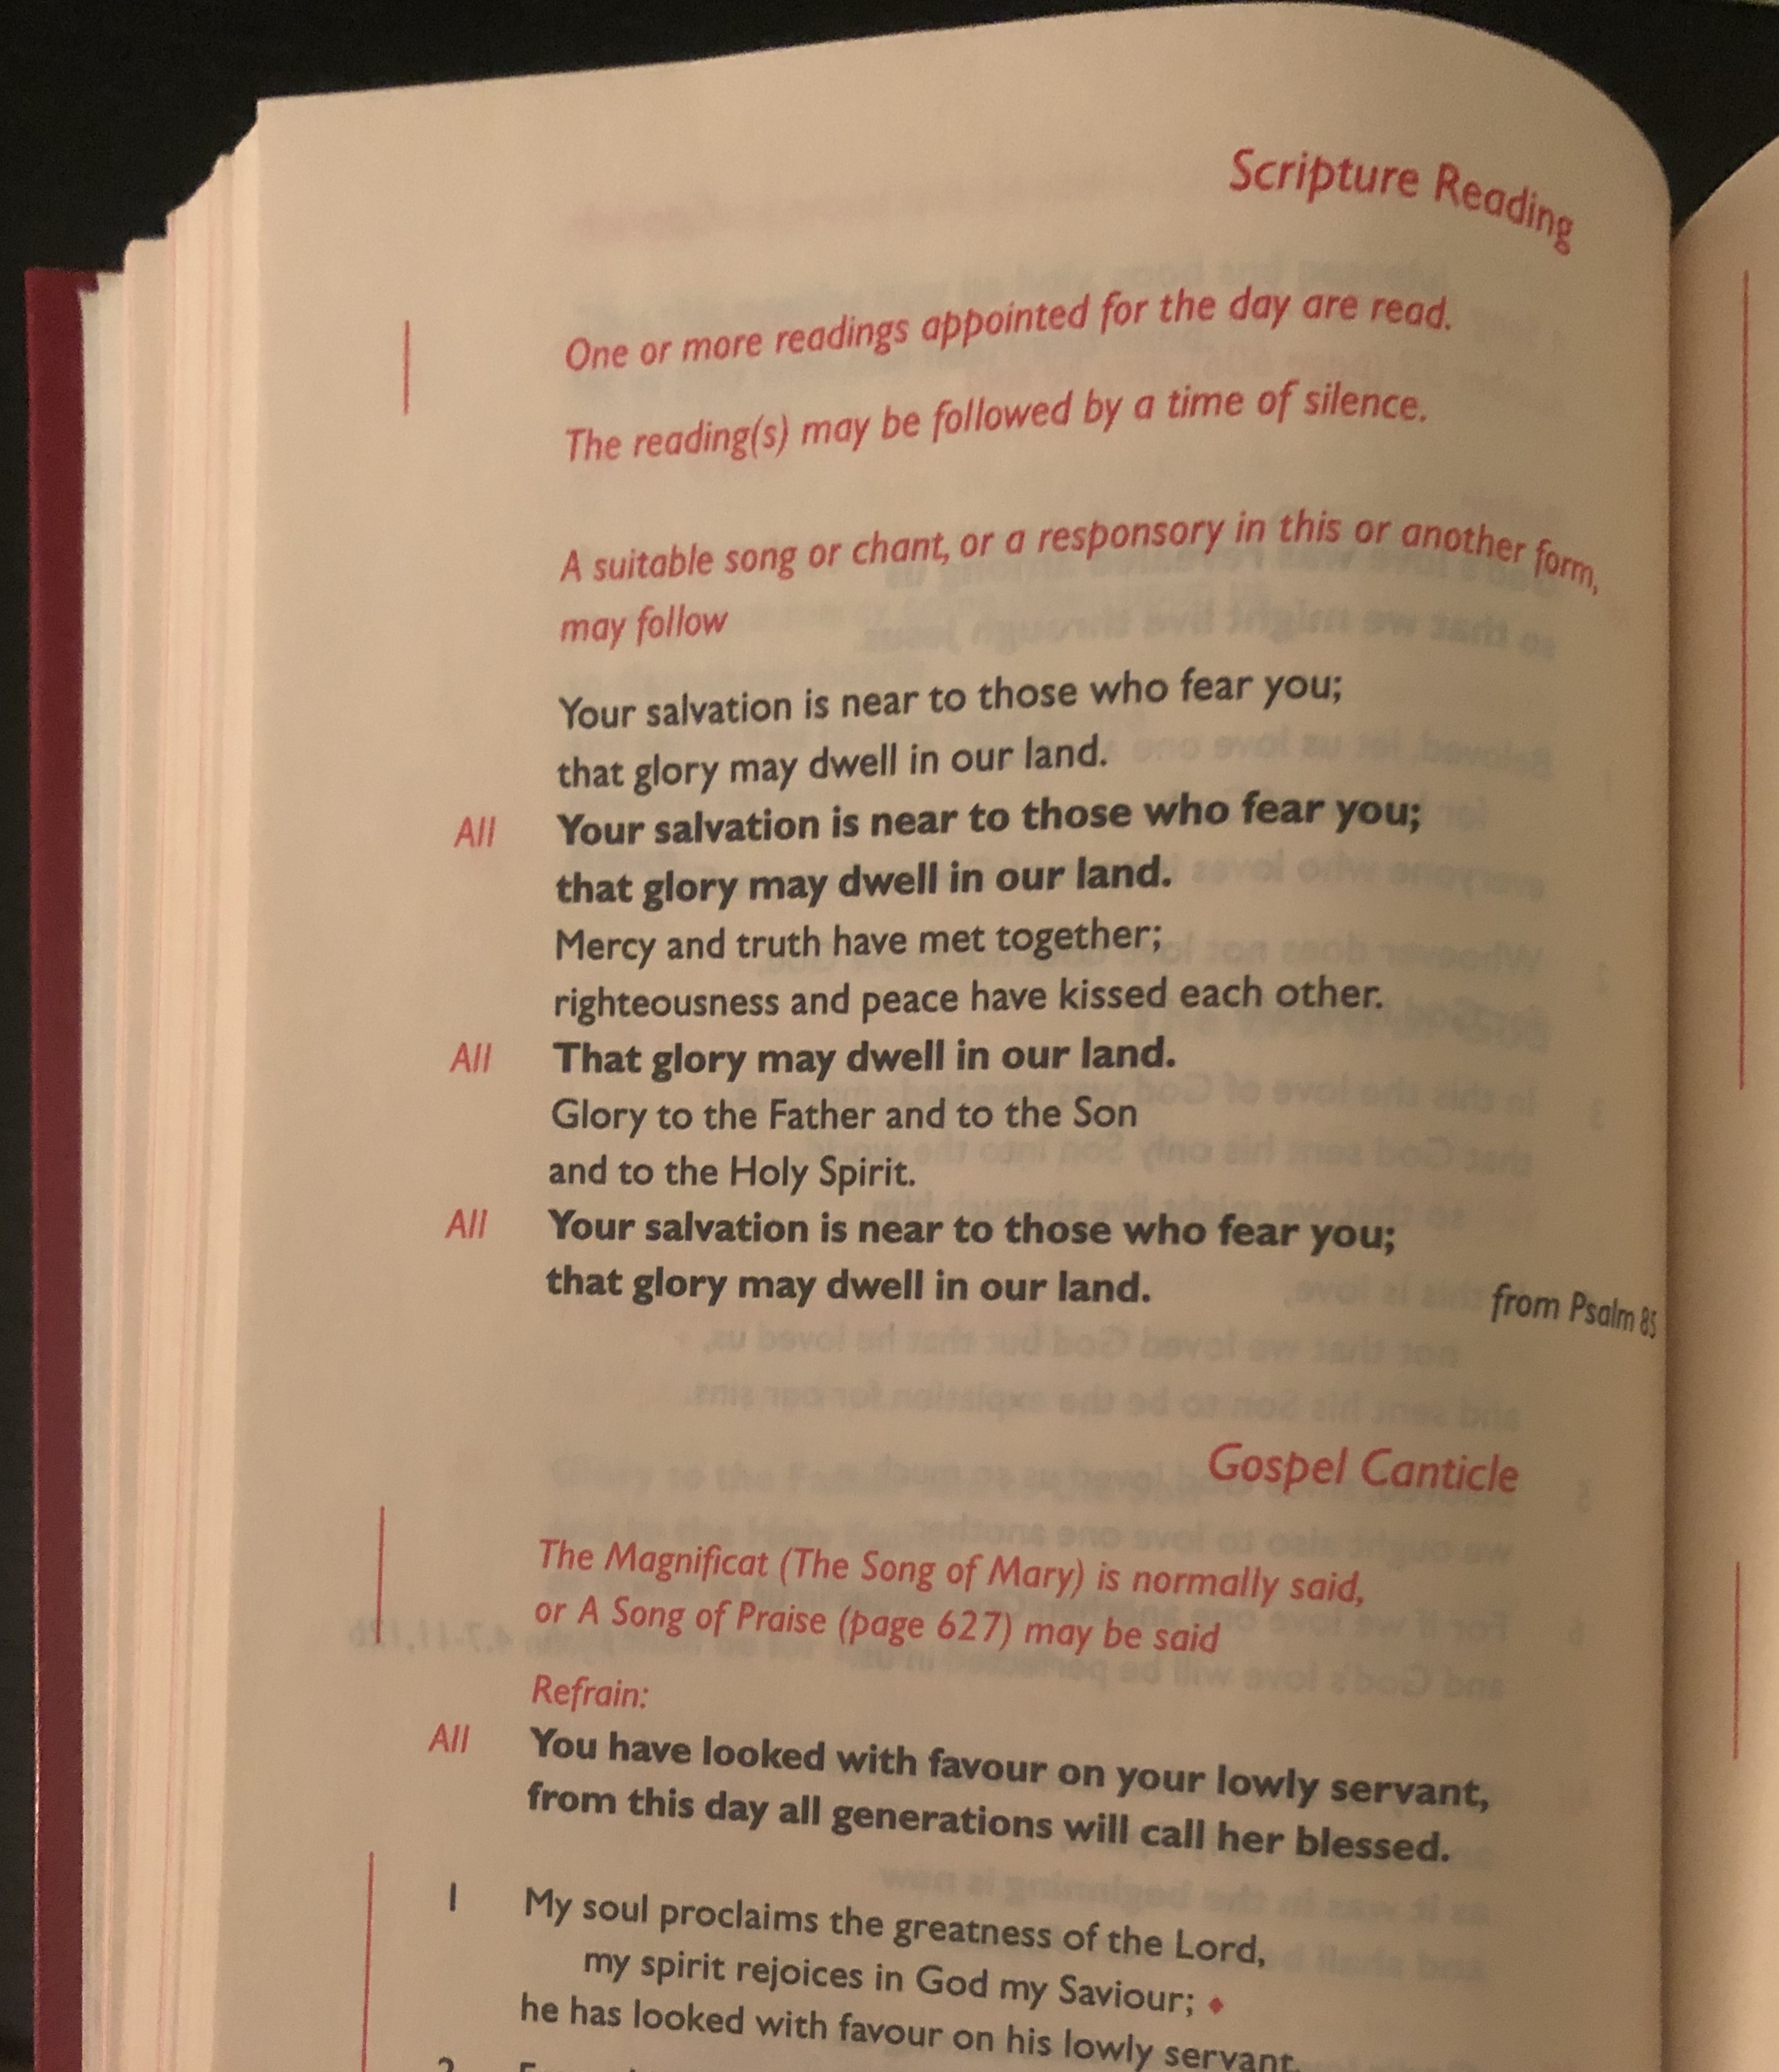 Scripture Reading
One or more readings appointed for the day are read.
The reading(s) may be followed by a time of silence.
A suitable song or chant, or a responsory in this or another form,
may follow
Your salvation is near to those who fear you;
that glory may dwell in our land.
All Your salvation is near to those who fear you;
that glory may dwell in our land.
Mercy and truth have met together;
righteousness and peace have kissed each other.
All That glory may dwell in our land.
Glory to the Father and to the Son
and to the Holy Spirit.
All Your salvation is near to those who fear you;
that glory may dwell in our land.
from Psalm 85
Gospel Canticle
The Magnificat (The Song of Mary) is normally said,
or A Song of Praise (page 627) may be said
Refrain:
All You have looked with favour on your lowly servant,
from this day all generations will call her blessed.
1 My soul proclaims the greatness of the Lord,
my spirit rejoices in God my Saviour; ♦
he has looked with favour on his lowly servant.
2